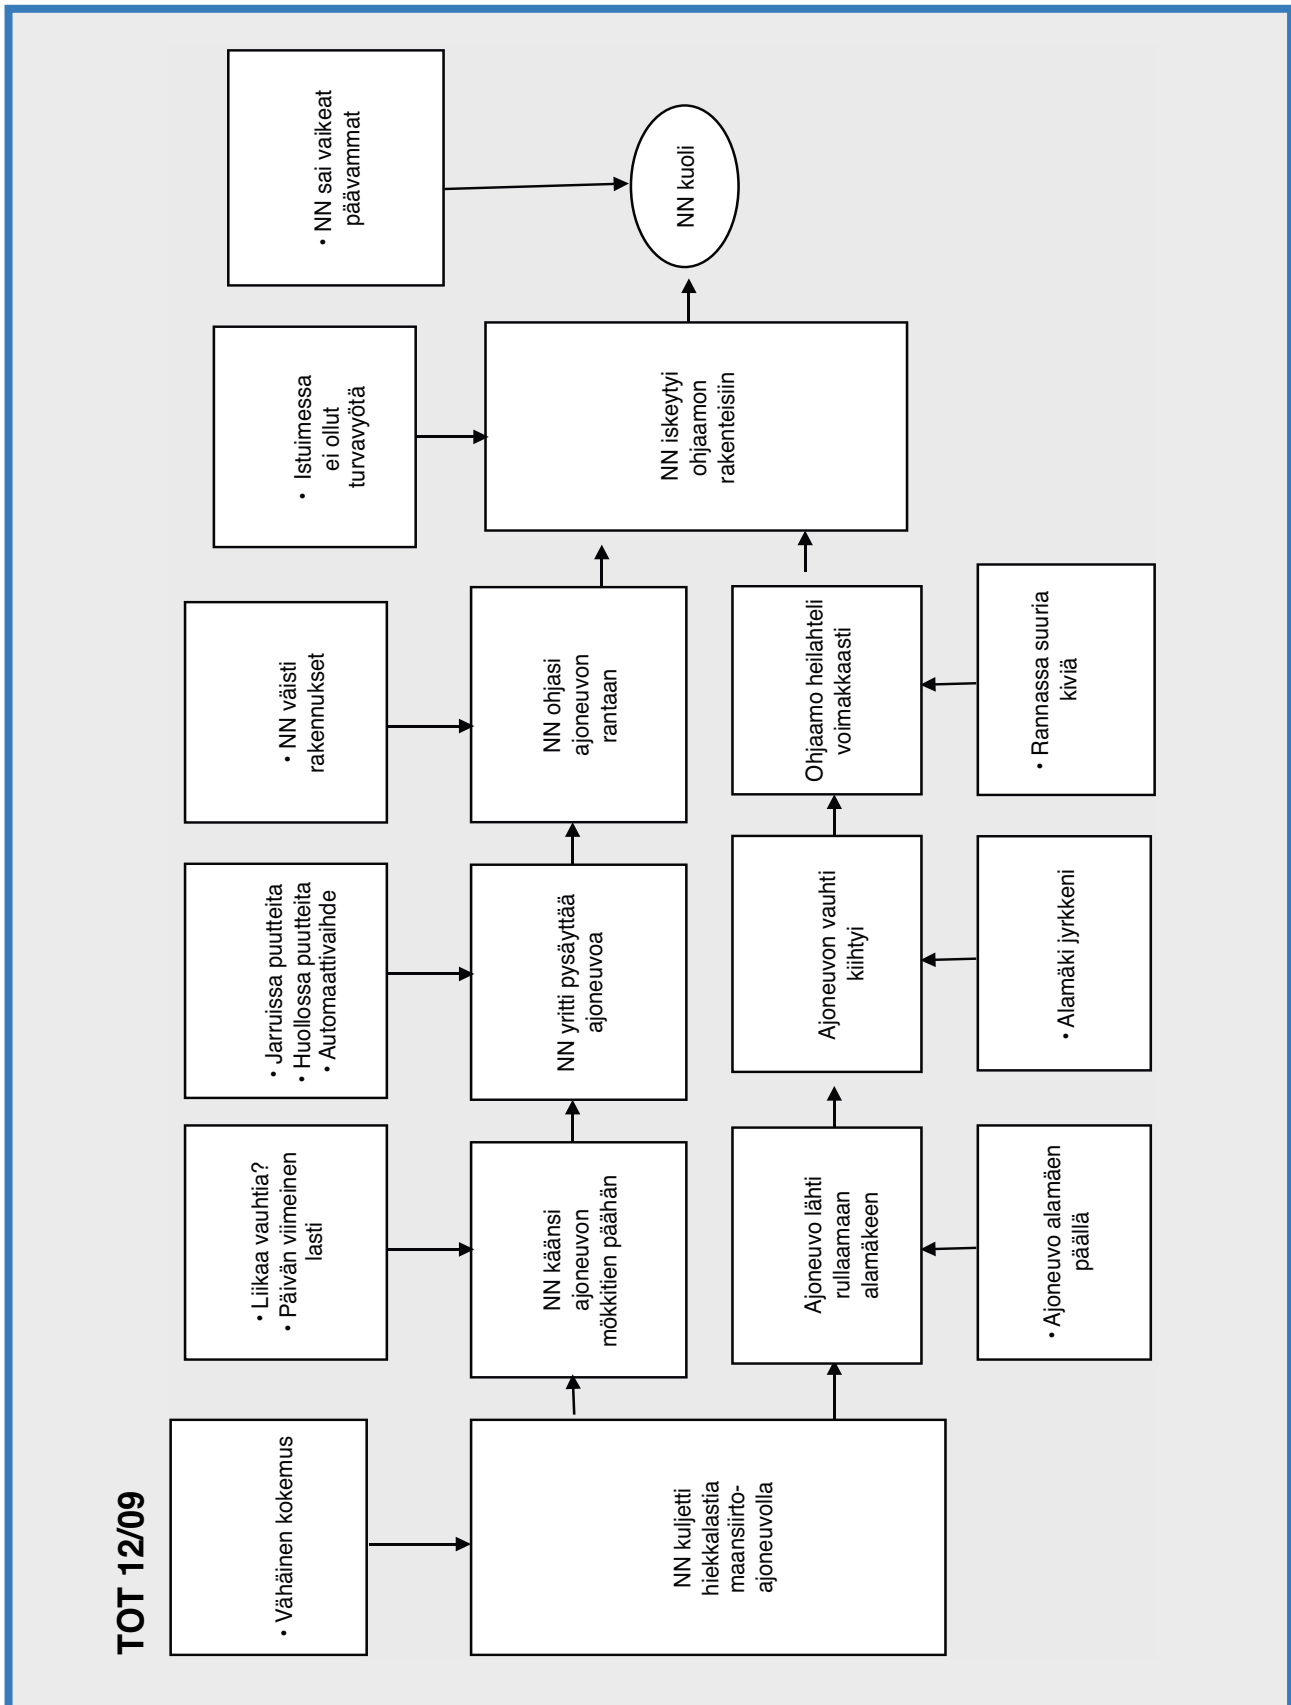 TOT 12/09
• Vähäinen kokemus
• Liikaa vauhtia?
• Päivän viimeinen
lasti
• Jarruissa puutteita
• Huollossa puutteita
• Automaattivaihde
• NN väisti
rakennukset
• Istuimessa
ei ollut
turvavyötä
• NN sai vaikeat
päävammat
NN kuljetti
hiekkalastia
maansiirto-
ajoneuvolla
NN käänsi
ajoneuvon
mökkitien päähän
NN yritti pysäyttää
ajoneuvoa
NN ohjasi
ajoneuvon
rantaan
NN iskeytyi
ohjaamon
rakenteisiin
NN kuoli
Ajoneuvo lähti
rullaamaan
alamäkeen
Ajoneuvon vauhti
kiihtyi
Ohjaamo heilahteli
voimakkaasti
• Ajoneuvo alamäen
päällä
• Alamäki jyrkkeni
• Rannassa suuria
kiviä